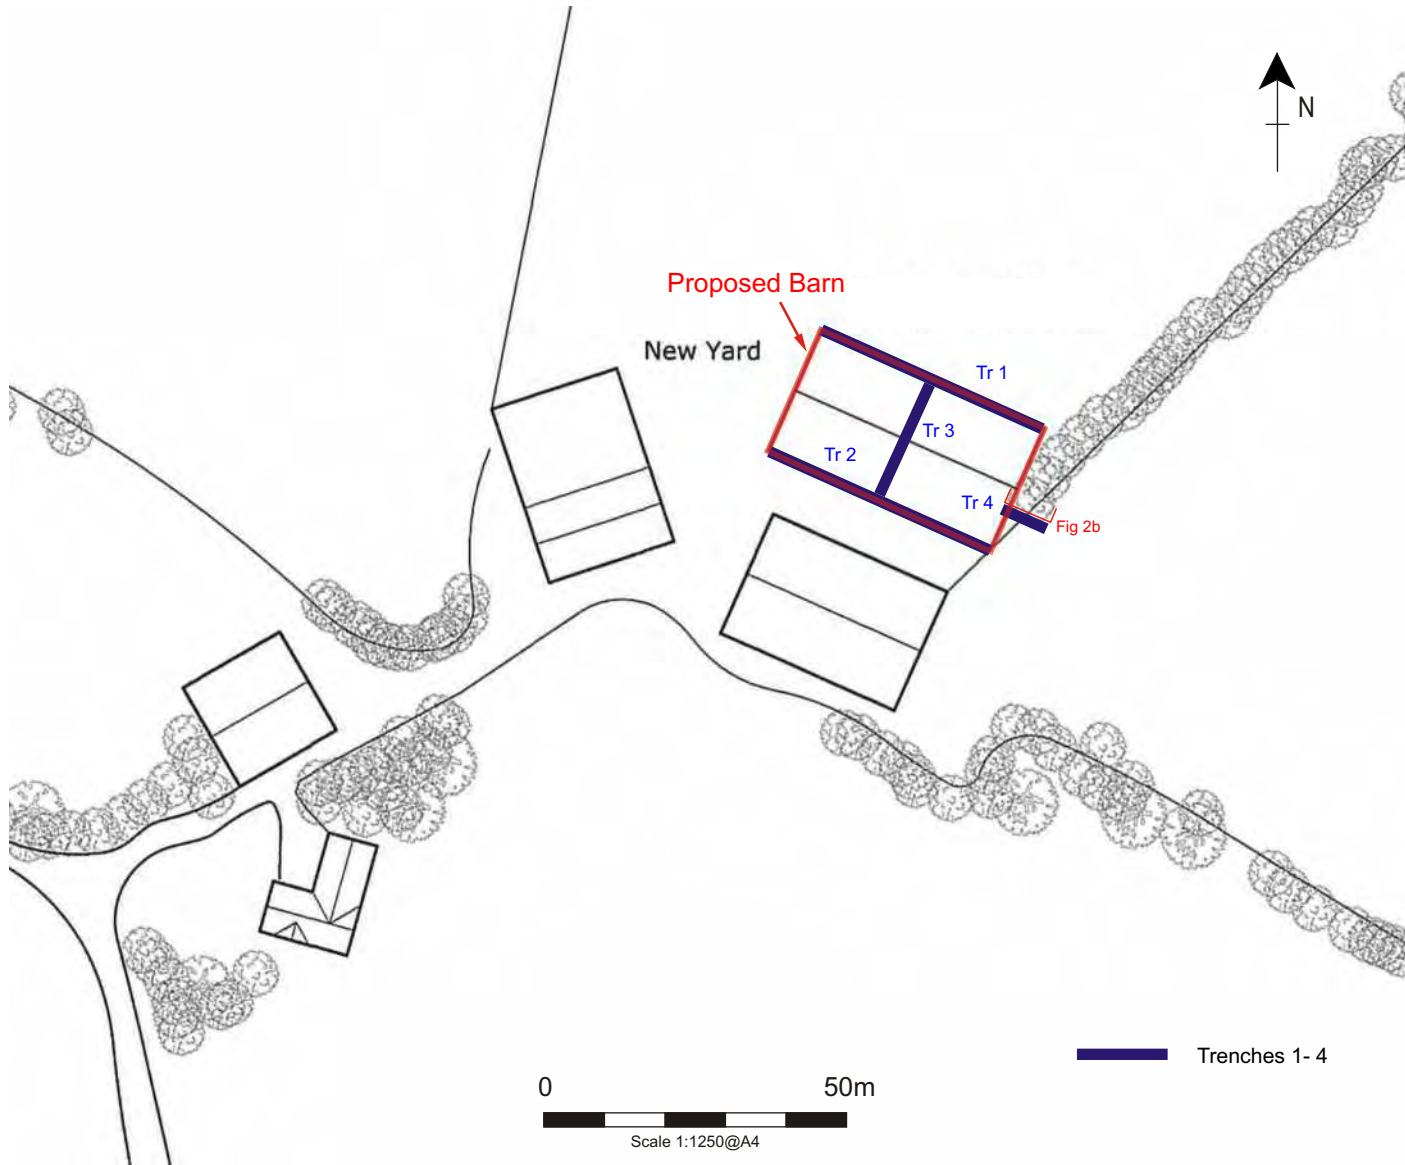 N
Proposed Barn
New Yard
Tr 1
Tr 3
Tr 2
Tr 4
Fig 2b
Trenches 1- 4
0 50m
Scale 1:1250@A4